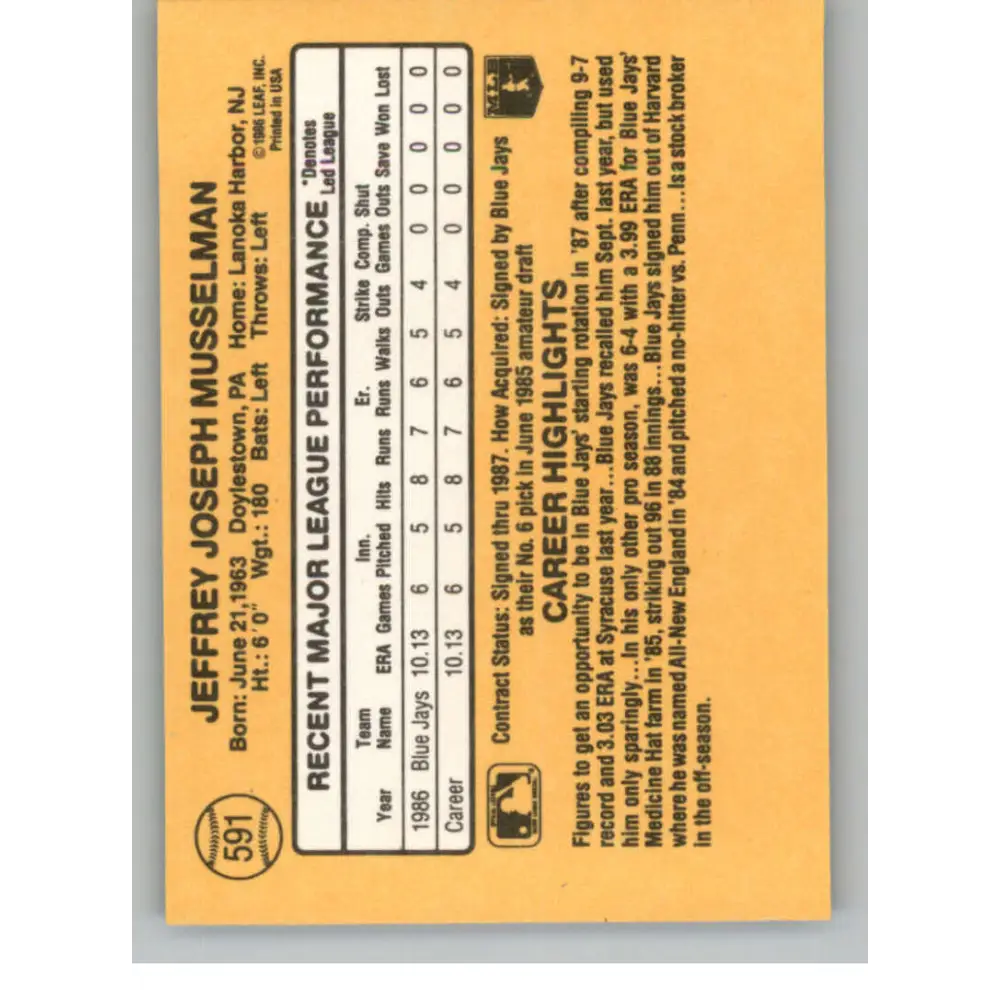 591
JEFFREY JOSEPH MUSSELMAN
Born: June 21,1963 Doylestown, PA Home: Lanoka Harbor, NJ
Ht.: 6'0" Wgt.: 180 Bats: Left Throws: Left
©1986 LEAF, INC.
Printed in USA
RECENT MAJOR LEAGUE PERFORMANCE *Denotes Led League
Team Inn. Er. Strike Comp. Shut
Year Name ERA Games Pitched Hits Runs Runs Walks Outs Games Outs Save Won Lost
1986 Blue Jays 10.13 6 5 8 7 6 5 4 0 0 0 0 0
Career 10.13 6 5 8 7 6 5 4 0 0 0 0 0
Contract Status: Signed thru 1987. How Acquired: Signed by Blue Jays
as their No. 6 pick in June 1985 amateur draft
MLB
CAREER HIGHLIGHTS
Figures to get an opportunity to be in Blue Jays' starting rotation in '87 after compiling 9-7
record and 3.03 ERA at Syracuse last year...Blue Jays recalled him Sept. last year, but used
him only sparingly...In his only other pro season, was 6-4 with a 3.99 ERA for Blue Jays'
Medicine Hat farm in '85, striking out 96 in 88 innings...Blue Jays signed him out of Harvard
where he was named All-New England in '84 and pitched a no-hitter vs. Penn...Is a stock broker
in the off-season.